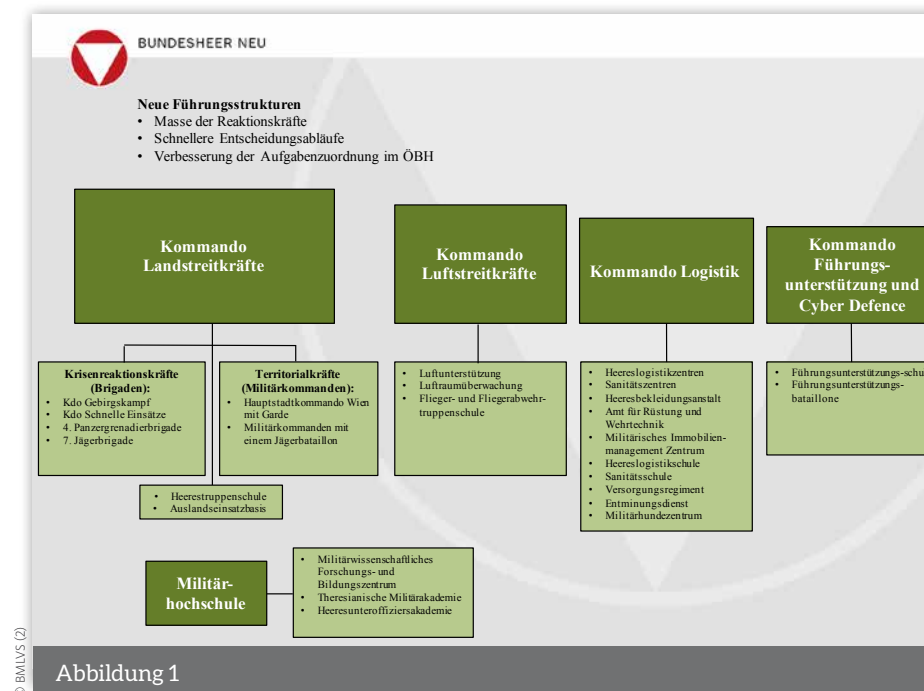 BUNDESHEER NEU
Neue Führungsstrukturen
• Masse der Reaktionskräfte
• Schnellere Entscheidungsabläufe
• Verbesserung der Aufgabenzuordnung im ÖBH
Kommando
Landstreitkräfte
Kommando
Luftstreitkräfte
Kommando Logistik
Kommando
Führungs-
unterstützung und
Cyber Defence
Krisenreaktionskräfte
(Brigaden):
• Kdo Gebirgskampf
• Kdo Schnelle Einsätze
• 4. Panzergrenadierbrigade
• 7. Jägerbrigade
Territorialkräfte
(Militärkommanden):
• Hauptstadtkommando Wien
mit Garde
• Militärkommanden mit
einem Jägerbataillon
• Heerestruppenschule
• Auslandseinsatzbasis
• Luftunterstützung
• Luftraumüberwachung
• Flieger- und Fliegerabwehr-
truppenschule
• Heereslogistikzentren
• Sanitätszentren
• Heeresbekleidungsanstalt
• Amt für Rüstung und
Wehrtechnik
• Militärisches Immobilien-
management Zentrum
• Heereslogistikschule
• Sanitätsschule
• Versorgungsregiment
• Entminungsdienst
• Militärhundezentrum
• Führungsunterstützungs-schu
• Führungsunterstützungs-
bataillone
Militär-
hochschule
• Militärwissenschaftliches
Forschungs- und
Bildungszentrum
• Theresianische Militärakademie
• Heeresunteroffiziersakademie
© BMLVS (2)
Abbildung 1